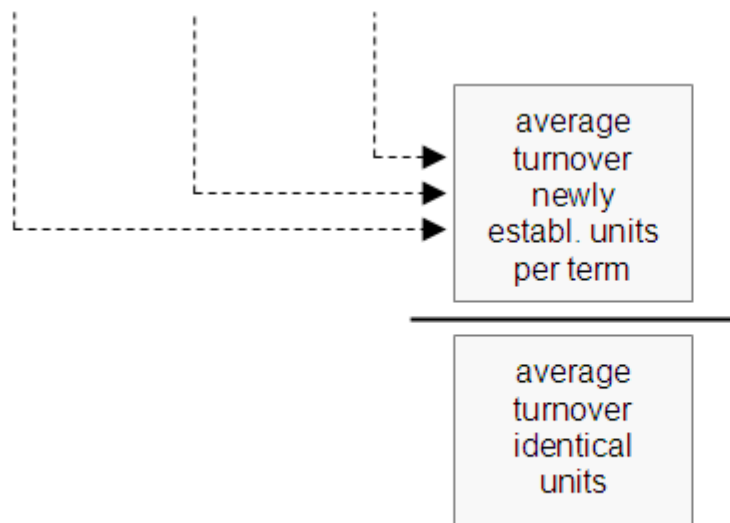 average
turnover
newly
establ. units
per term
average
turnover
identical
units